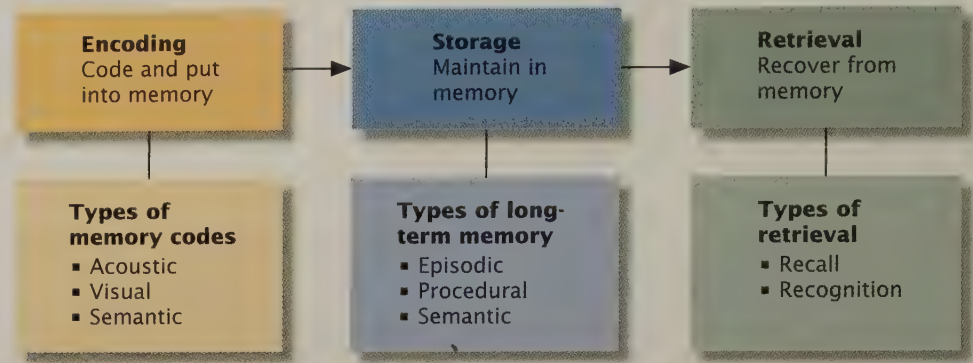 Encoding
Code and put
into memory
Storage
Maintain in
memory
Retrieval
Recover from
memory
Types of
memory codes
▪ Acoustic
▪ Visual
▪ Semantic
Types of long-
term memory
▪ Episodic
▪ Procedural
▪ Semantic
Types of
retrieval
▪ Recall
▪ Recognition